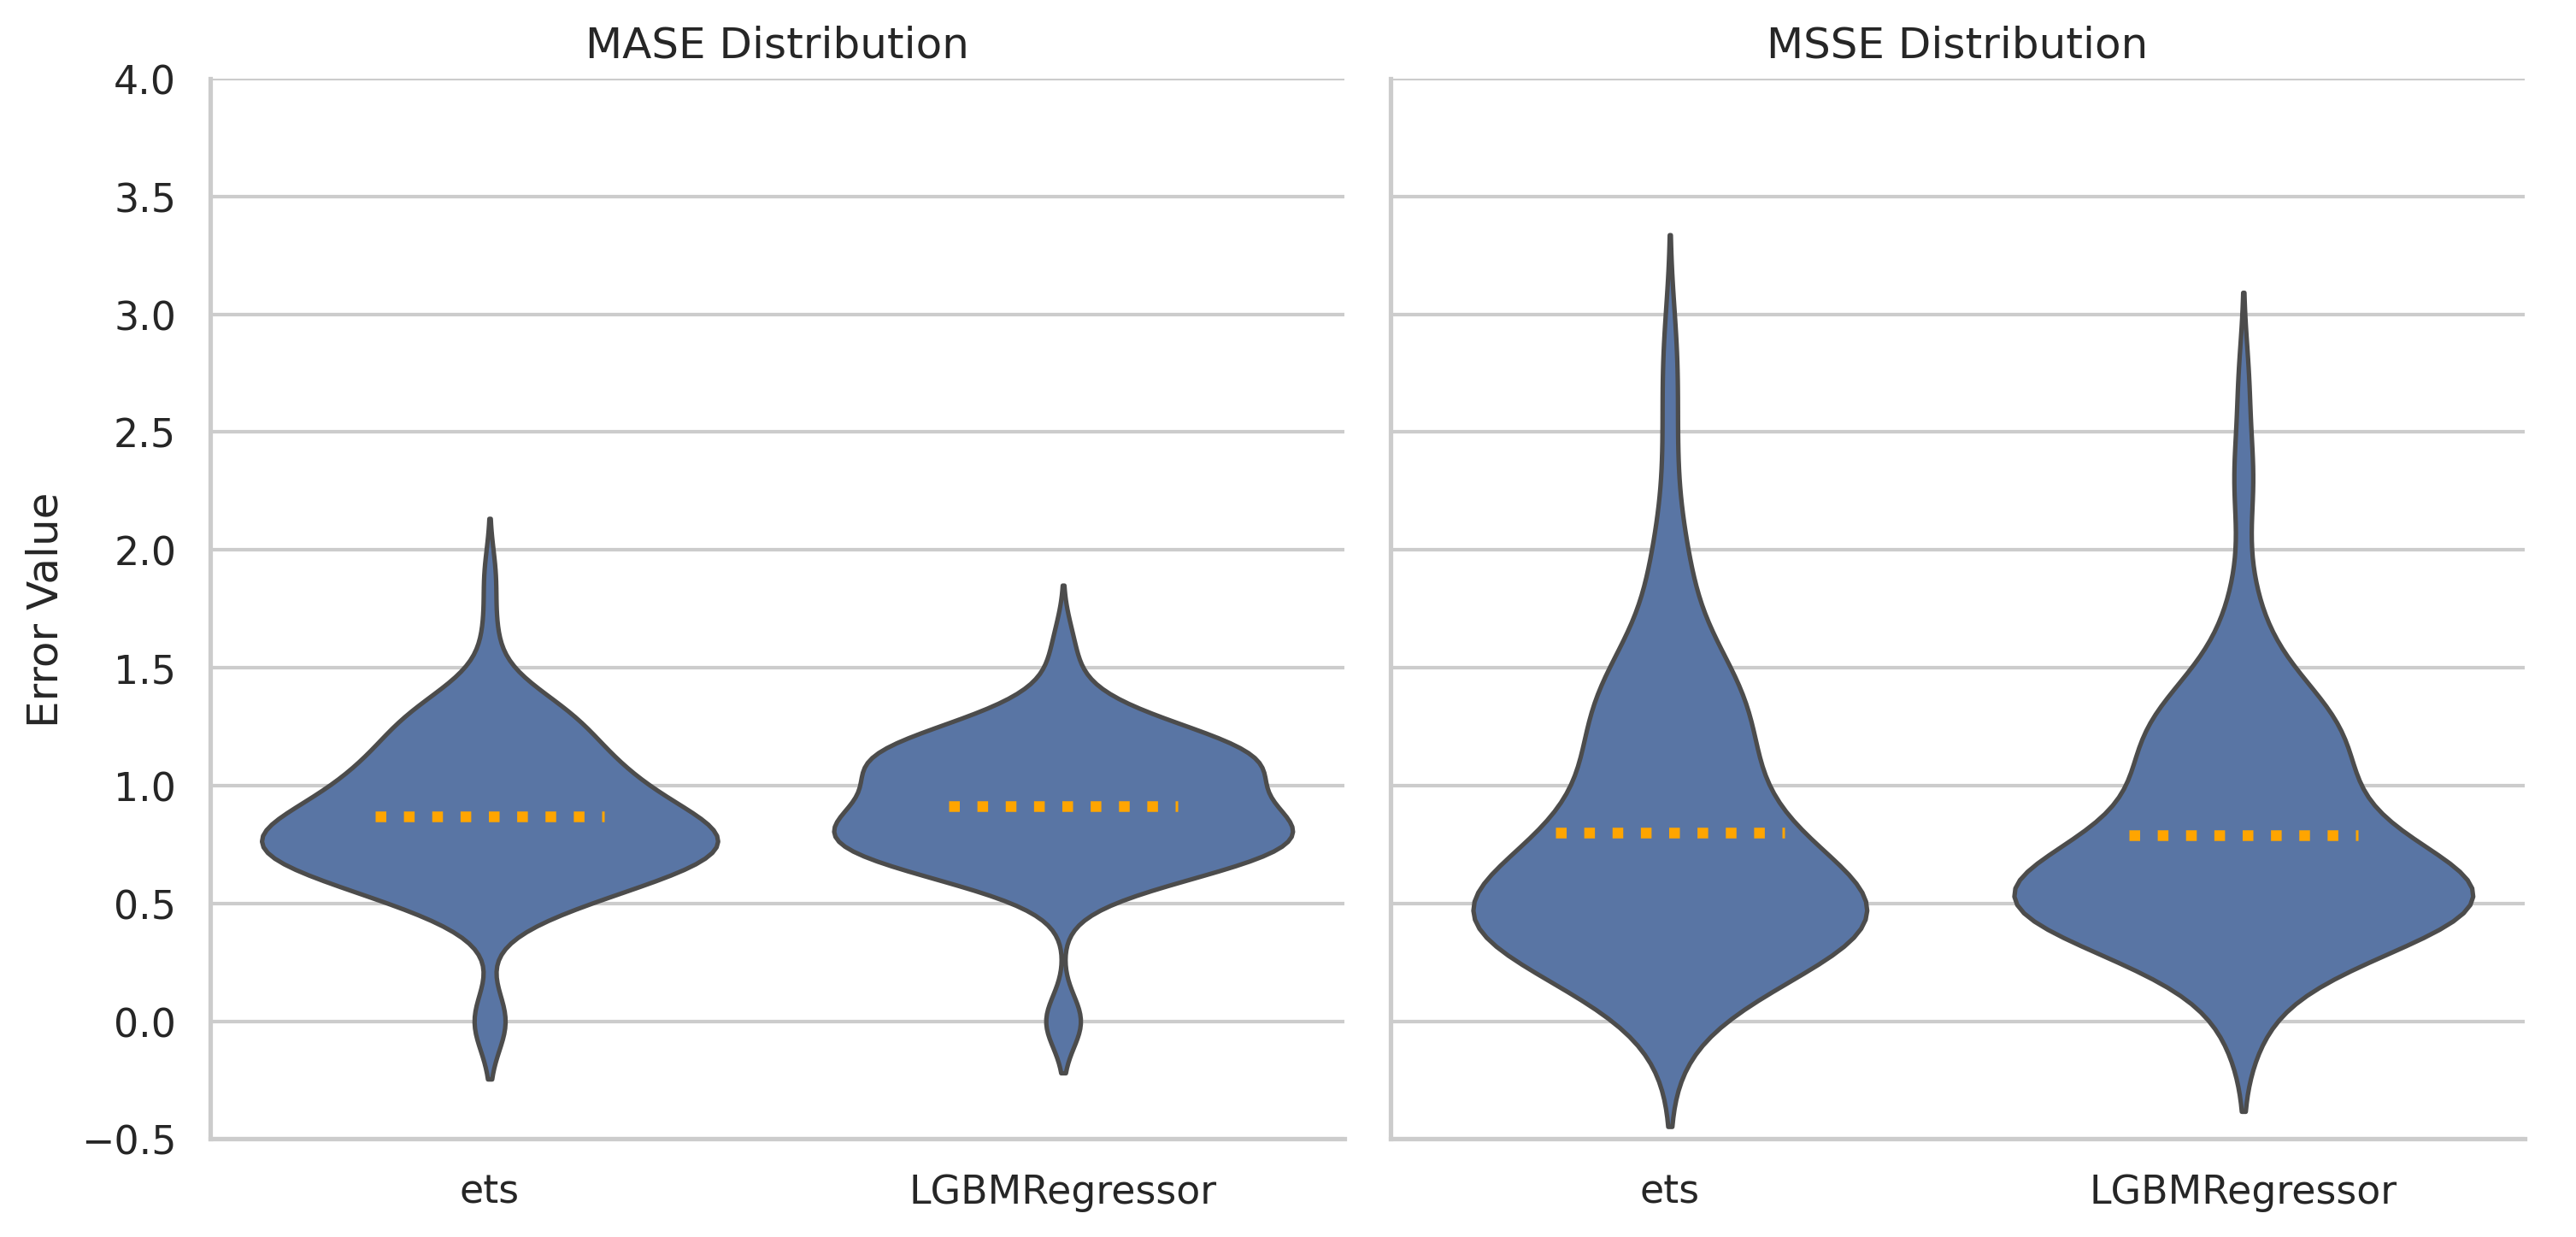 MASE Distribution
MSSE Distribution
4.0
3.5
3.0
2.5
2.0
1.5
1.0
0.5
0.0
−0.5
Error Value
ets
LGBMRegressor
ets
LGBMRegressor